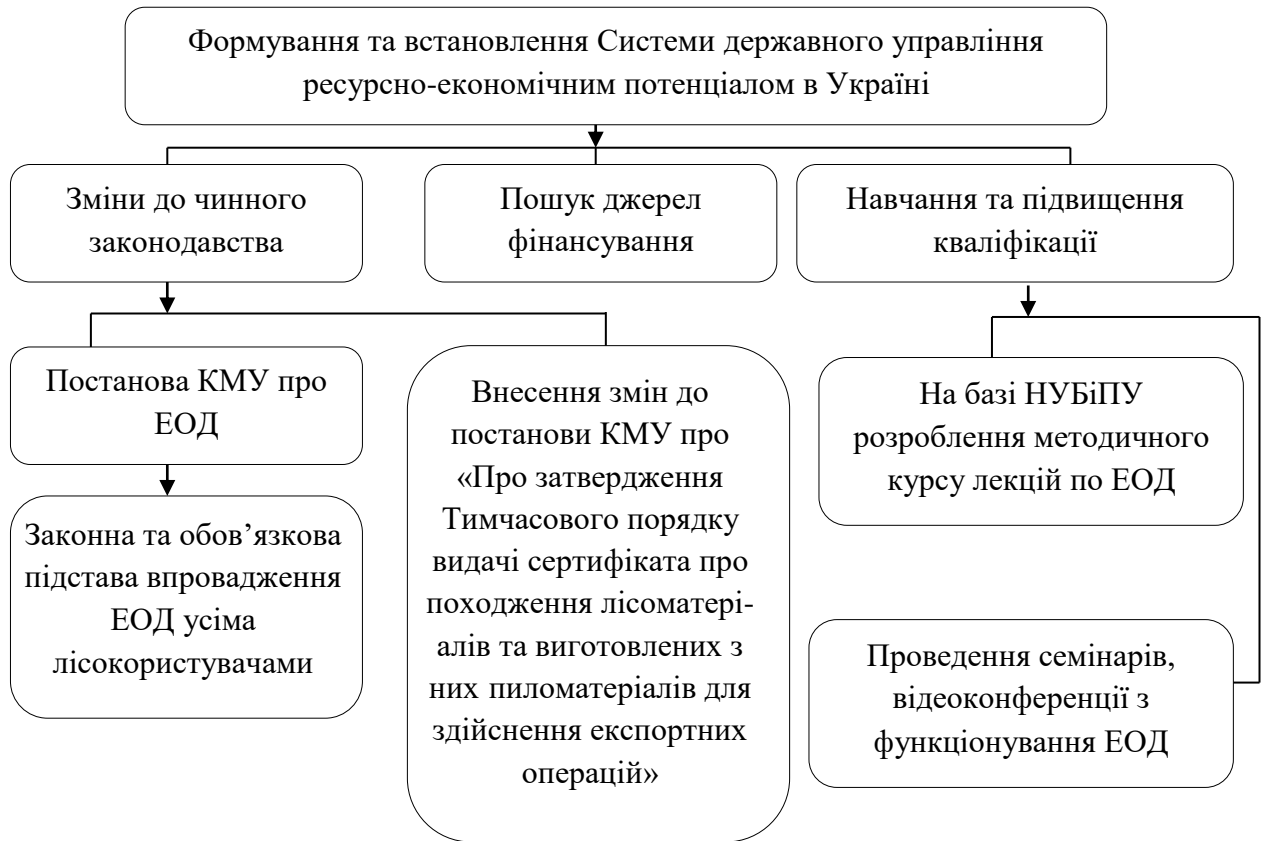 Формування та встановлення Системи державного управління
ресурсно-економічним потенціалом в Україні
Зміни до чинного
законодавства
Пошук джерел
фінансування
Навчання та підвищення
кваліфікації
Постанова КМУ про
ЕОД
Внесення змін до
постанови КМУ про
«Про затвердження
Тимчасового порядку
видачі сертифіката про
походження лісоматері-
алів та виготовлених з
них пиломатеріалів для
здійснення експортних
операцій»
На базі НУБіПУ
розроблення методичного
курсу лекцій по ЕОД
Законна та обов’язкова
підстава впровадження
ЕОД усіма
лісокористувачами
Проведення семінарів,
відеоконференції з
функціонування ЕОД